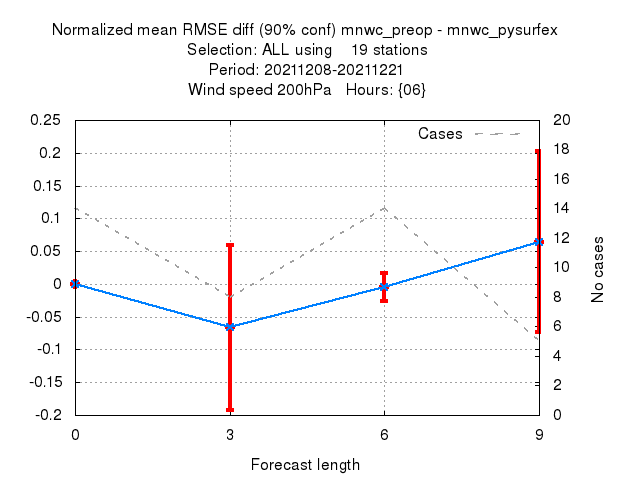 Normalized mean RMSE diff (90% conf) mnwc_preop - mnwc_pysurfex
Selection: ALL using 19 stations
Period: 20211208-20211221
Wind speed 200hPa Hours: {06}
Cases
0.25
0.2
0.15
0.1
0.05
0
-0.05
-0.1
-0.15
-0.2
20
18
16
14
12
10
8
6
4
2
0
No cases
0 3 6 9
Forecast length